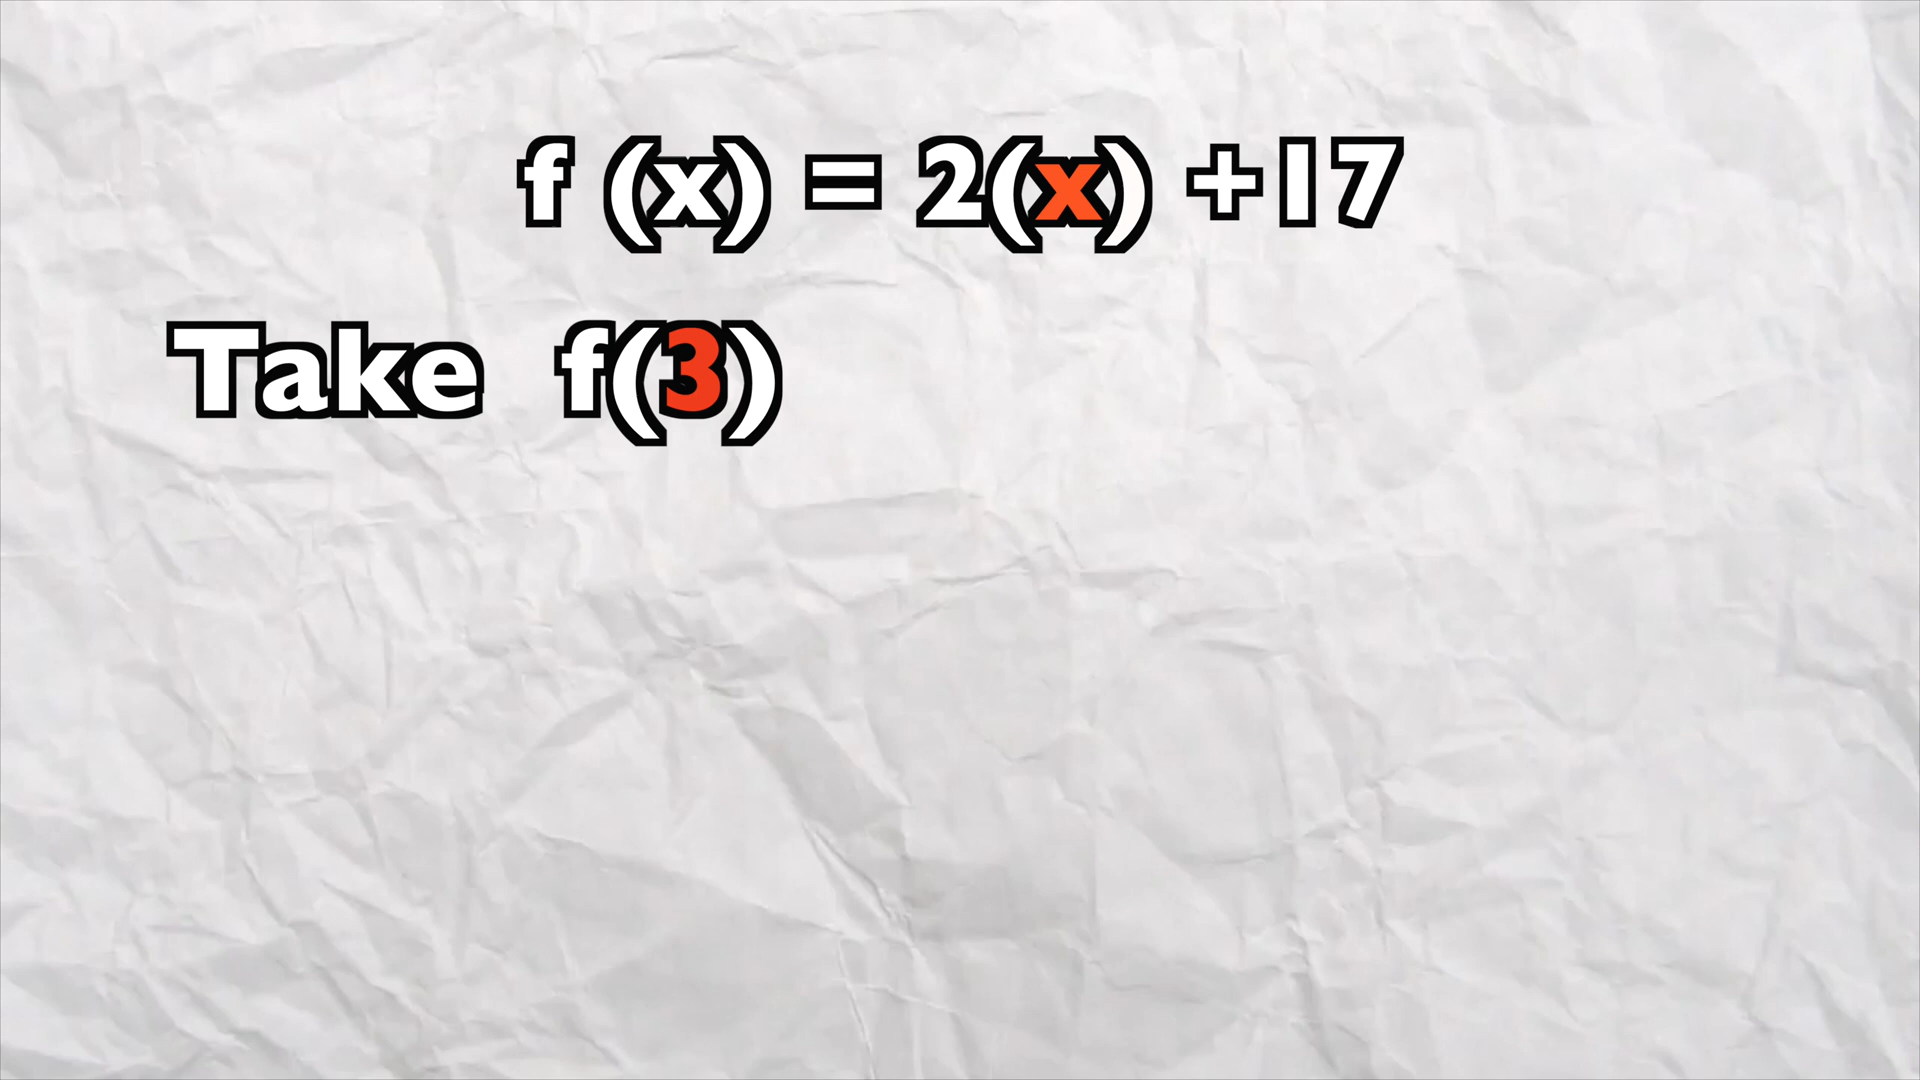 f (x) = 2(x) +17
Take f(3)